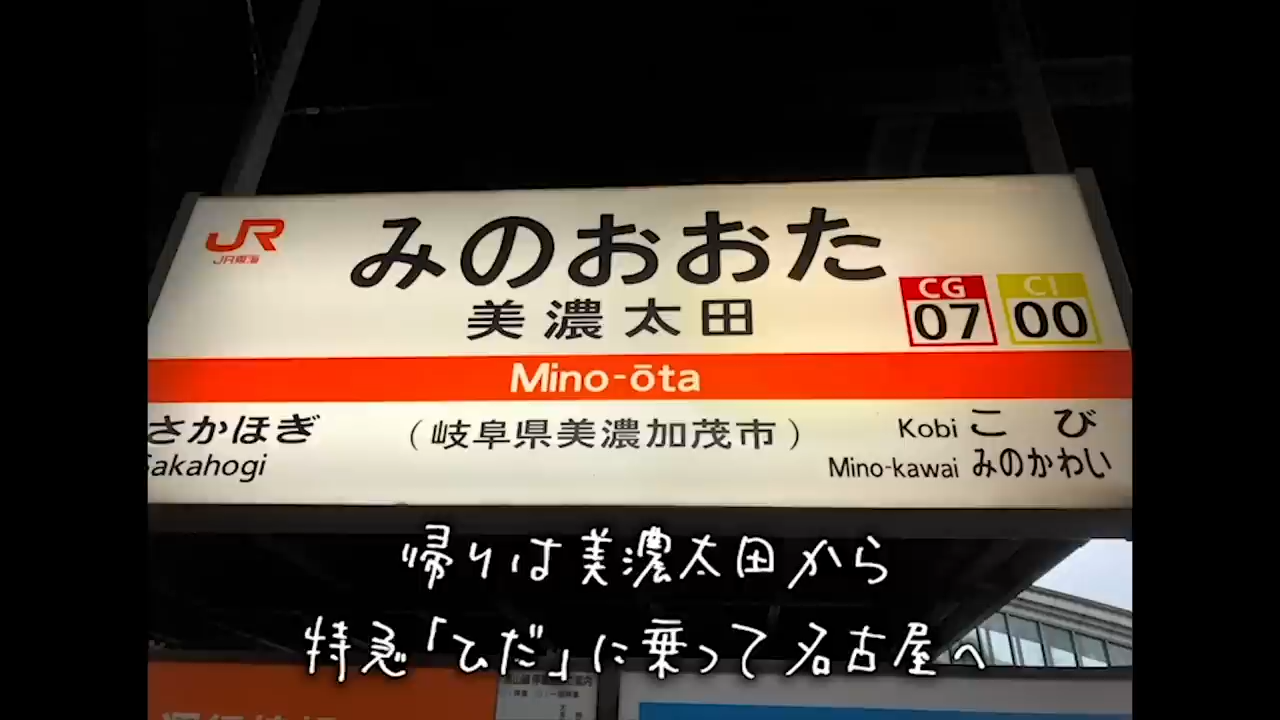 JR
JR東海
みのおおた
美濃太田
CG
07
CI
00
Mino-ōta
さかほぎ
Sakahogi
（岐阜県美濃加茂市）
Kobi こび
Mino-kawai みのかわい
帰りは美濃太田から
特急「ひだ」に乗って名古屋へ